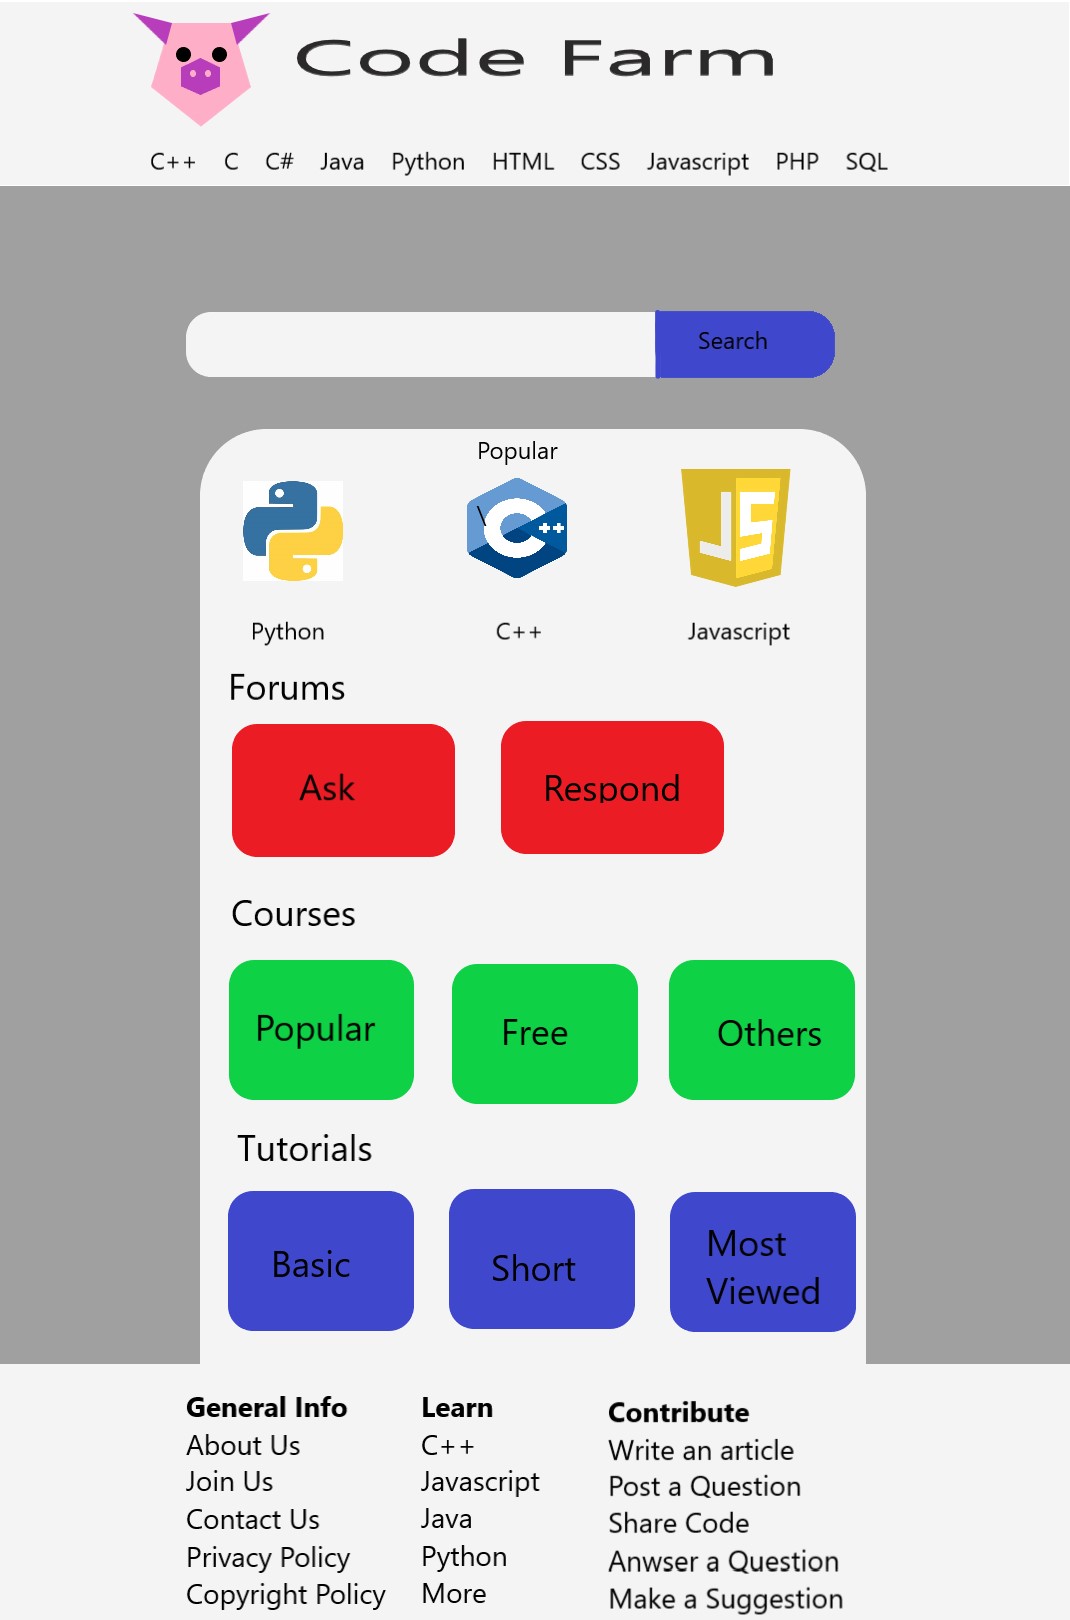 Code Farm
C++ C C# Java Python HTML CSS Javascript PHP SQL
Search
Popular
\
C ++
JS
Python C++ Javascript
Forums
Ask Respond
Courses
Popular Free Others
Tutorials
Basic Short Most
Viewed
General Info Learn Contribute
About Us C++ Write an article
Join Us Javascript Post a Question
Contact Us Java Share Code
Privacy Policy Python Anwser a Question
Copyright Policy More Make a Suggestion